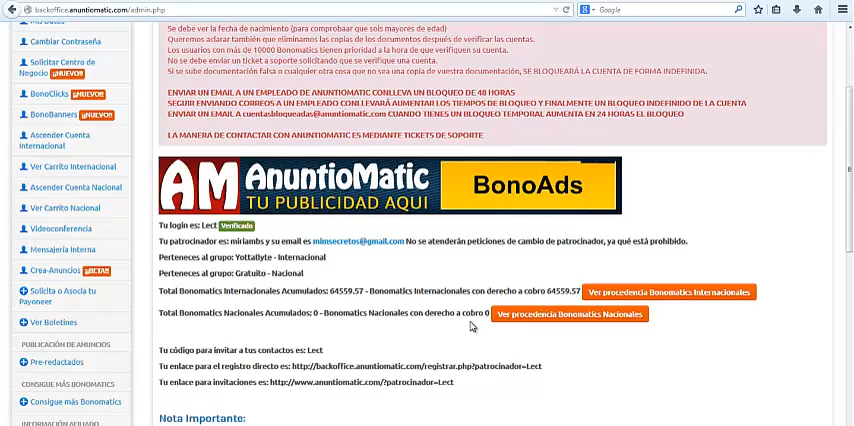 backoffice.anuntiomatic.com/admin.php
Google
Mis Datos
Cambiar Contraseña
Solicitar Centro de
Negocio ¡¡NUEVO!!
BonoClicks ¡¡NUEVO!!
BonoBanners ¡¡NUEVO!!
Ascender Cuenta
Internacional
Ver Carrito Internacional
Ascender Cuenta Nacional
Ver Carrito Nacional
Videoconferencia
Mensajería Interna
Crea-Anuncios ¡¡BETA!!
Solicita o Asocia tu
Payoneer
Ver Boletines
PUBLICACIÓN DE ANUNCIOS
Pre-redactados
CONSIGUE MÁS BONOMATICS
Consigue más Bonomatics
INFORMACIÓN AFILIADO
Se debe ver la fecha de nacimiento (para comprobar que sois mayores de edad)
Queremos aclarar también que eliminamos las copias de los documentos después de verificar las cuentas.
Los usuarios con más de 10000 Bonomatics tienen prioridad a la hora de que verifiquen su cuenta.
No se debe enviar un ticket a soporte solicitando que se verifique una cuenta.
Si se sube documentación falsa o cualquier otra cosa que no sea una copia de vuestra documentación, SE BLOQUEARÁ LA CUENTA DE FORMA INDEFINIDA.
ENVIAR UN EMAIL A UN EMPLEADO DE ANUNTIOMATIC CONLLEVA UN BLOQUEO DE 48 HORAS
SEGUIR ENVIANDO CORREOS A UN EMPLEADO CONLLEVARÁ AUMENTAR LOS TIEMPOS DE BLOQUEO Y FINALMENTE UN BLOQUEO INDEFINIDO DE LA CUENTA
ENVIAR UN EMAIL A cuentasbloqueadas@anuntiomatic.com CUANDO TIENES UN BLOQUEO TEMPORAL AUMENTA EN 24 HORAS EL BLOQUEO
LA MANERA DE CONTACTAR CON ANUNTIOMATIC ES MEDIANTE TICKETS DE SOPORTE
AM ANUNTIOMATIC
TU PUBLICIDAD AQUI
BonoAds
Tu login es: Lect Verificado
Tu patrocinador es: miriambs y su email es mimsecretos@gmail.com No se atenderán peticiones de cambio de patrocinador, ya qué está prohibido.
Perteneces al grupo: YottaByte - Internacional
Perteneces al grupo: Gratuito - Nacional
Total Bonomatics Internacionales Acumulados: 64559.57 - Bonomatics Internacionales con derecho a cobro 64559.57 Ver procedencia Bonomatics Internacionales
Total Bonomatics Nacionales Acumulados: 0 - Bonomatics Nacionales con derecho a cobro 0 Ver procedencia Bonomatics Nacionales
Tu código para invitar a tus contactos es: Lect
Tu enlace para el registro directo es: http://backoffice.anuntiomatic.com/registrar.php?patrocinador=Lect
Tu enlace para invitaciones es: http://www.anuntiomatic.com/?patrocinador=Lect
Nota Importante: